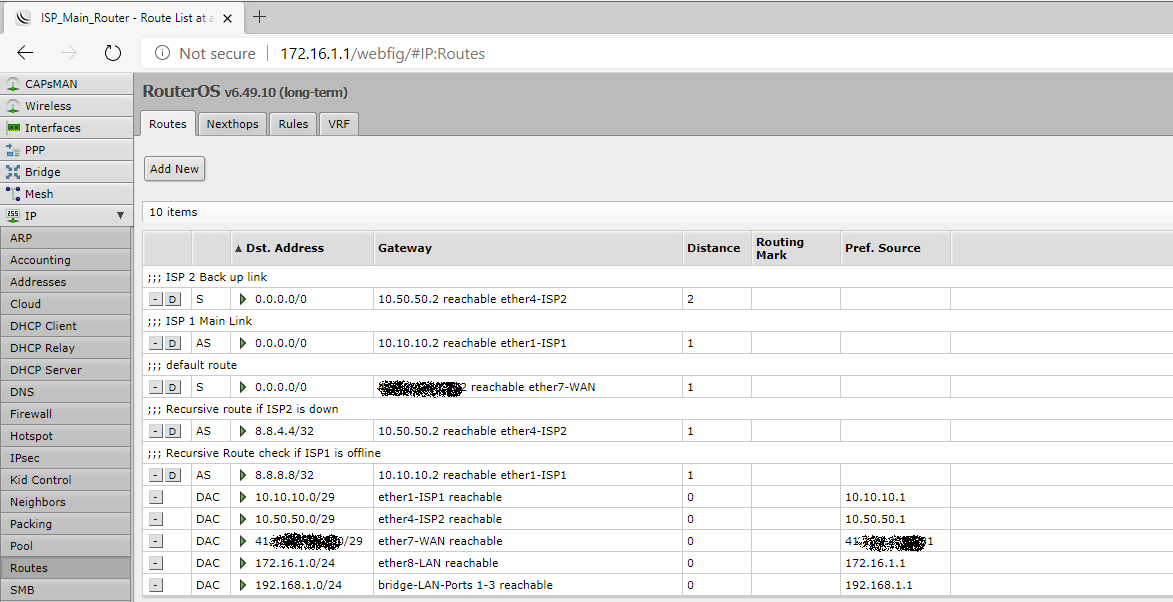 ISP_Main_Router - Route List at
Not secure | 172.16.1.1/webfig/#IP:Routes
CAPsMAN
Wireless
Interfaces
PPP
Bridge
Mesh
IP
ARP
Accounting
Addresses
Cloud
DHCP Client
DHCP Relay
DHCP Server
DNS
Firewall
Hotspot
IPsec
Kid Control
Neighbors
Packing
Pool
Routes
SMB
RouterOS v6.49.10 (long-term)
Routes Nexthops Rules VRF
Add New
10 items
▲ Dst. Address Gateway Distance Routing Mark Pref. Source
;;; ISP 2 Back up link
- D S 0.0.0.0/0 10.50.50.2 reachable ether4-ISP2 2
;;; ISP 1 Main Link
- D AS 0.0.0.0/0 10.10.10.2 reachable ether1-ISP1 1
;;; default route
- D S 0.0.0.0/0 2 reachable ether7-WAN 1
;;; Recursive route if ISP2 is down
- D AS 8.8.4.4/32 10.50.50.2 reachable ether4-ISP2 1
;;; Recursive Route check if ISP1 is offline
- D AS 8.8.8.8/32 10.10.10.2 reachable ether1-ISP1 1
- DAC 10.10.10.0/29 ether1-ISP1 reachable 0 10.10.10.1
- DAC 10.50.50.0/29 ether4-ISP2 reachable 0 10.50.50.1
- DAC 41 0/29 ether7-WAN reachable 0 41 1
- DAC 172.16.1.0/24 ether8-LAN reachable 0 172.16.1.1
- DAC 192.168.1.0/24 bridge-LAN-Ports 1-3 reachable 0 192.168.1.1